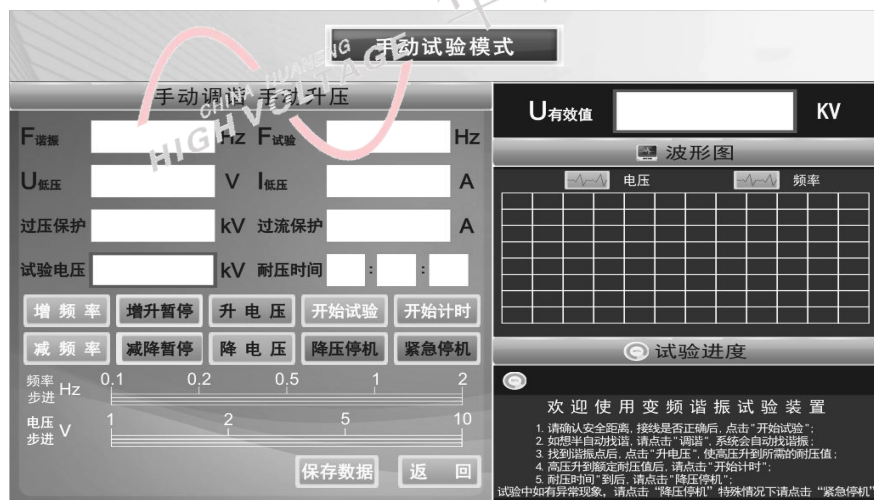 手动试验模式
CHINA HUANENG
HIGH VOLTAGE
手动调谐 手动升压
F谐振 Hz F试验 Hz
U低压 V I低压 A
过压保护 kV 过流保护 A
试验电压 kV 耐压时间 : :
增 频 率 增升暂停 升 电 压 开始试验 开始计时
减 频 率 减降暂停 降 电 压 降压停机 紧急停机
频率步进 Hz 0.1 0.2 0.5 1 2
电压步进 V 1 2 5 10
保存数据 返 回
U有效值 KV
波形图
电压 频率
试验进度
欢迎使用变频谐振试验装置
1. 请确认安全距离, 接线是否正确后, 点击"开始试验";
2. 如想半自动找谐, 请点击"调谐", 系统会自动找谐振;
3. 找到谐振点后, 点击"升电压", 使高压升到所需的耐压值;
4. 高压升到额定耐压值后, 请点击"开始计时";
5. 耐压时间"到后, 请点击"降压停机";
试验中如有异常现象, 请点击 "降压停机" 特殊情况下请点击 "紧急停机"